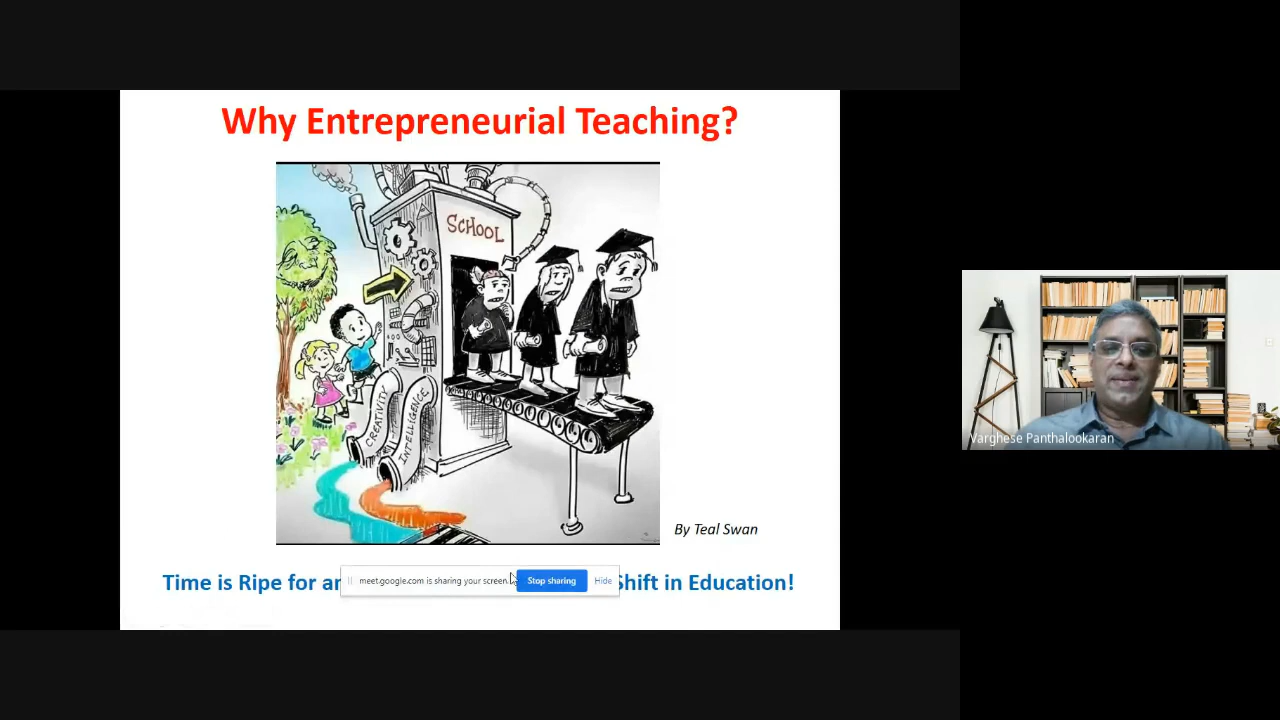 Why Entrepreneurial Teaching?
SCHOOL
CREATIVITY
INTELLIGENCE
By Teal Swan
Time is Ripe for an Shift in Education!
meet.google.com is sharing your screen. Stop sharing Hide
Varghese Panthalookaran